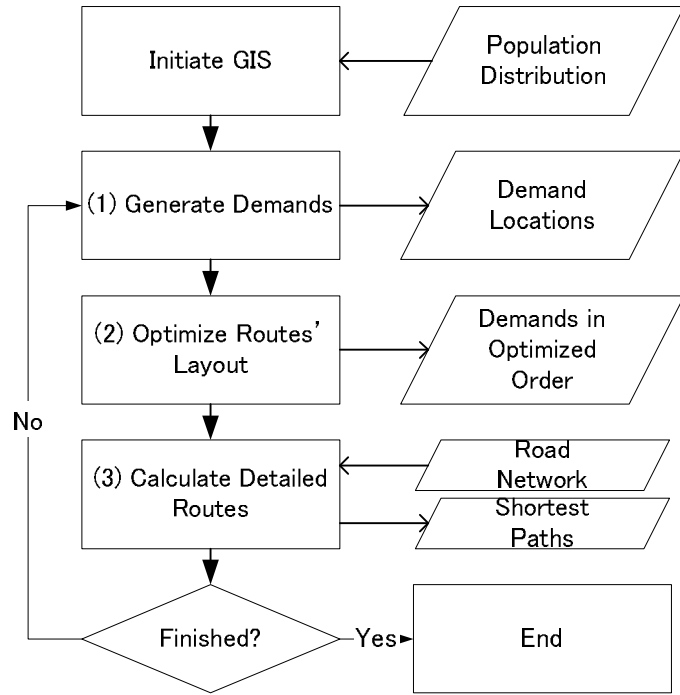 Initiate GIS
Population
Distribution
(1) Generate Demands
Demand
Locations
(2) Optimize Routes’
Layout
Demands in
Optimized
Order
No
(3) Calculate Detailed
Routes
Road
Network
Shortest
Paths
Finished?
Yes
End